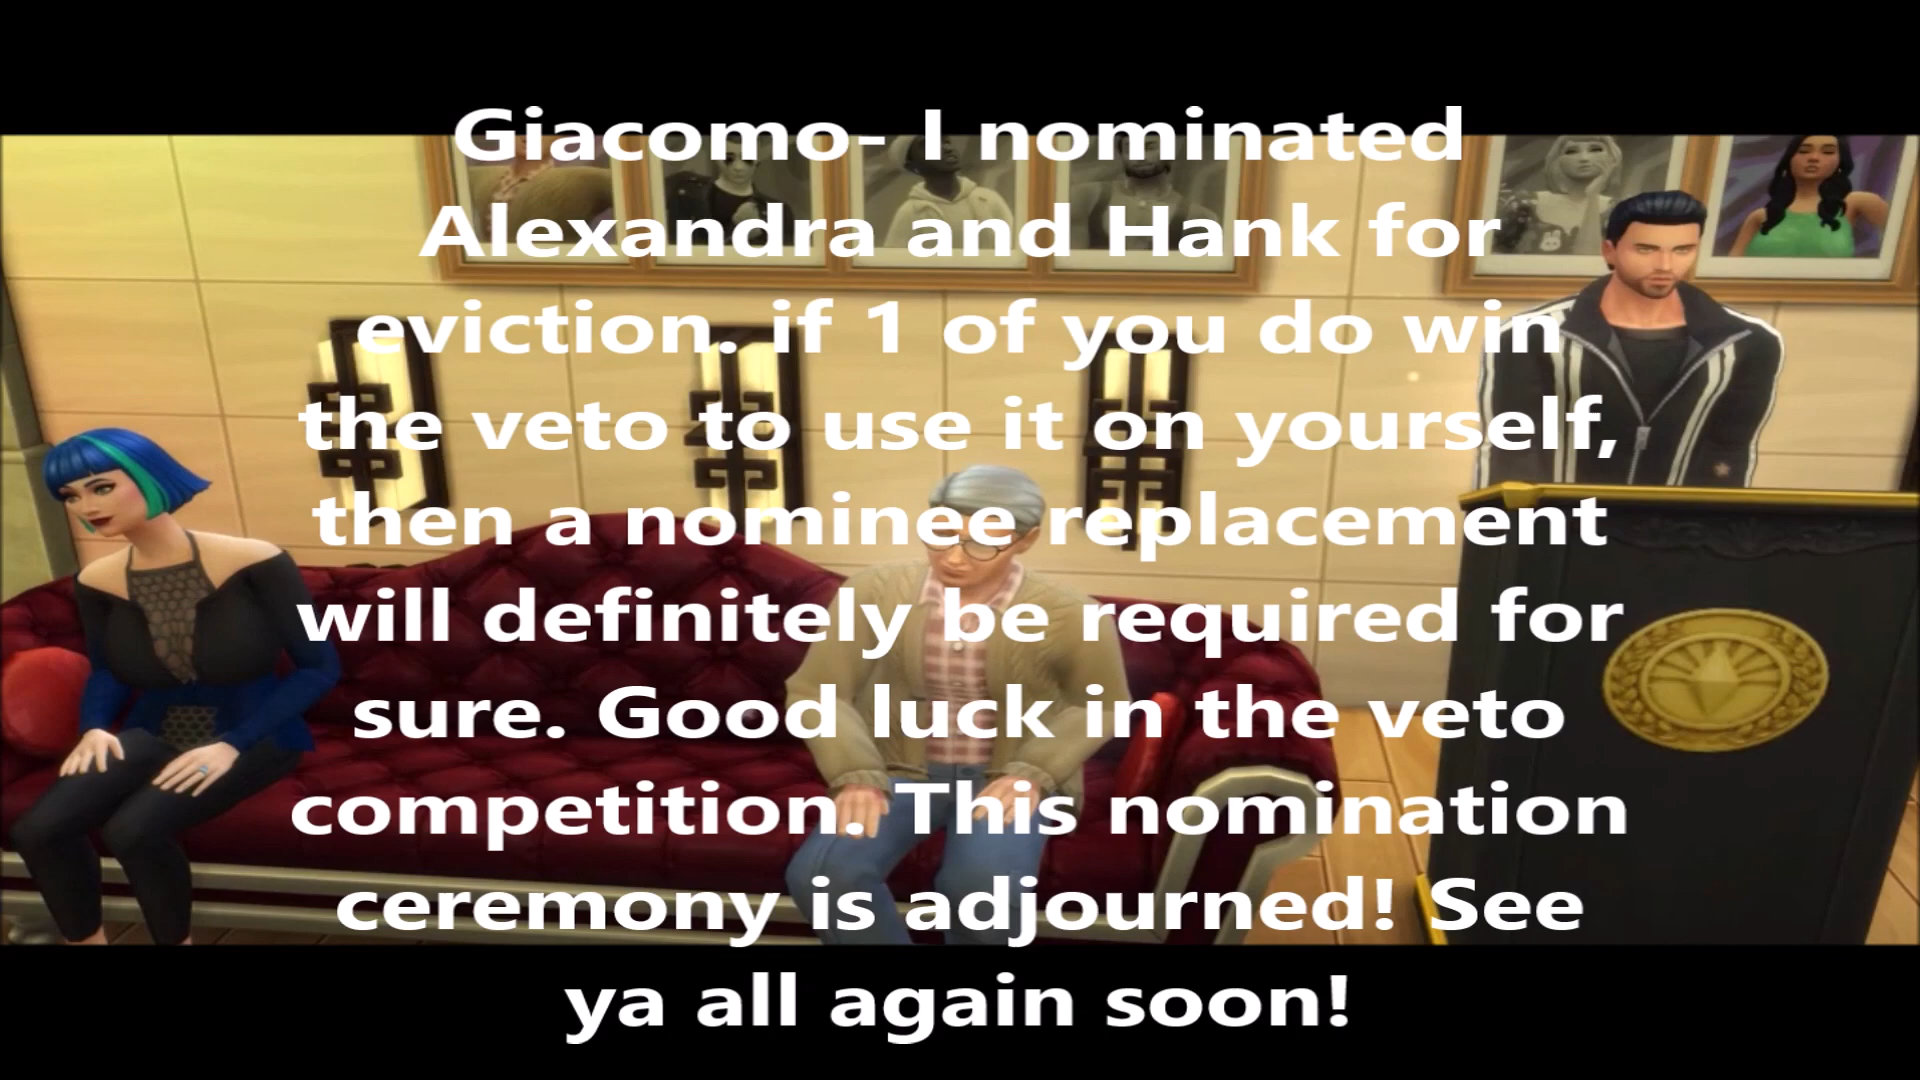 Giacomo- I nominated
Alexandra and Hank for
eviction. if 1 of you do win
the veto to use it on yourself,
then a nominee replacement
will definitely be required for
sure. Good luck in the veto
competition. This nomination
ceremony is adjourned! See
ya all again soon!